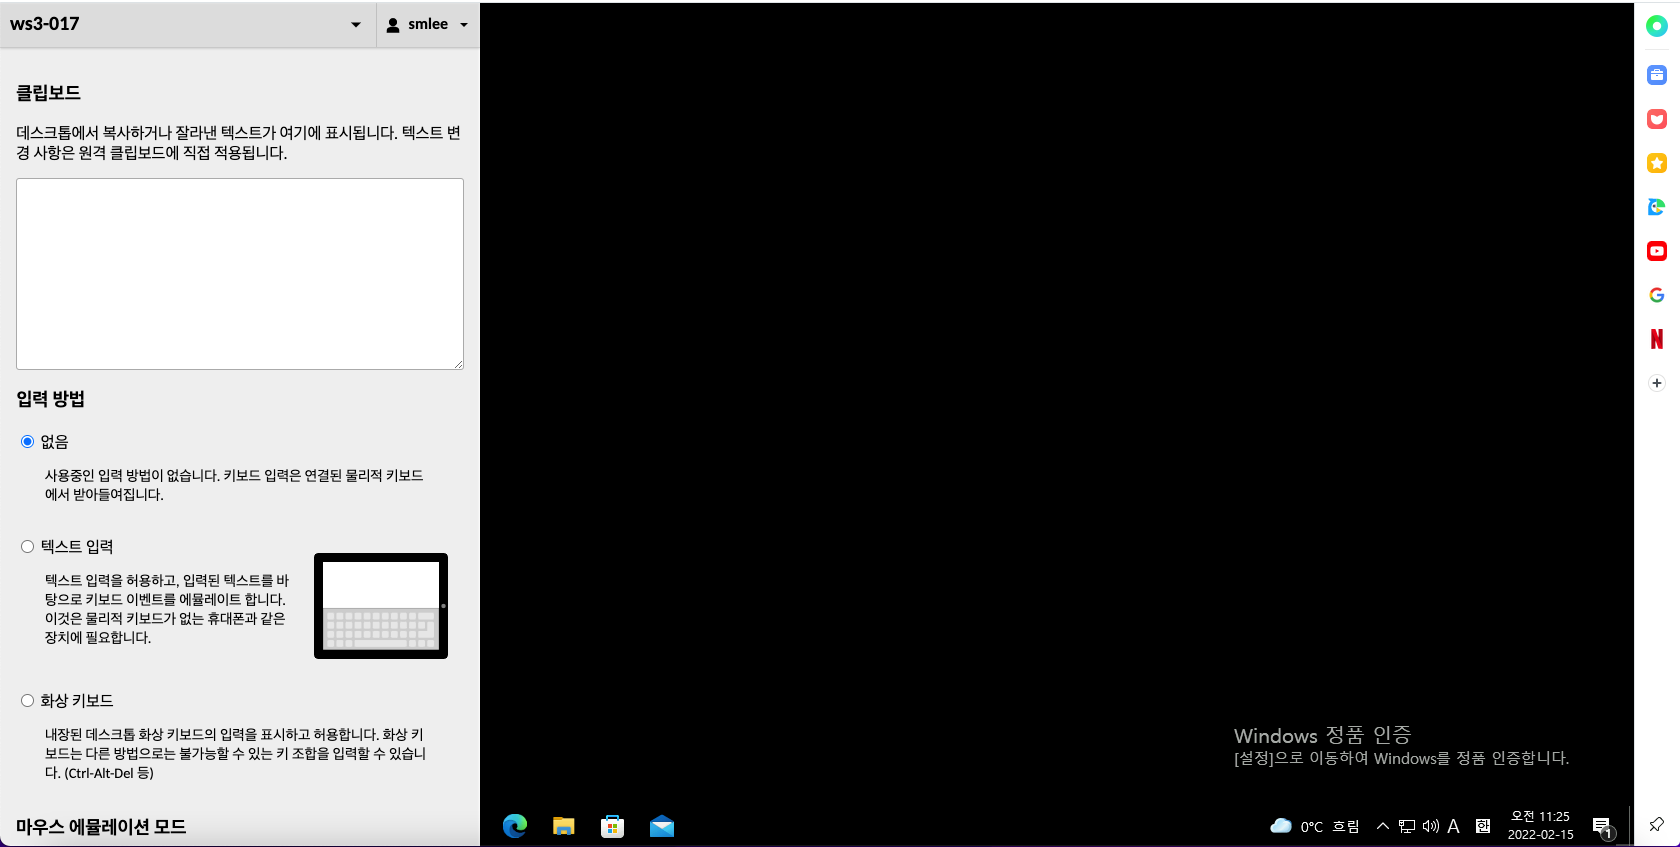 ws3-017
smlee
클립보드
데스크톱에서 복사하거나 잘라낸 텍스트가 여기에 표시됩니다. 텍스트 변
경 사항은 원격 클립보드에 직접 적용됩니다.
입력 방법
없음
사용중인 입력 방법이 없습니다. 키보드 입력은 연결된 물리적 키보드
에서 받아들여집니다.
텍스트 입력
텍스트 입력을 허용하고, 입력된 텍스트를 바
탕으로 키보드 이벤트를 에뮬레이트 합니다.
이것은 물리적 키보드가 없는 휴대폰과 같은
장치에 필요합니다.
화상 키보드
내장된 데스크톱 화상 키보드의 입력을 표시하고 허용합니다. 화상 키
보드는 다른 방법으로는 불가능할 수 있는 키 조합을 입력할 수 있습니
다. (Ctrl-Alt-Del 등)
마우스 에뮬레이션 모드
Windows 정품 인증
[설정]으로 이동하여 Windows를 정품 인증합니다.
0°C 흐림
A
한
오전 11:25
2022-02-15
1